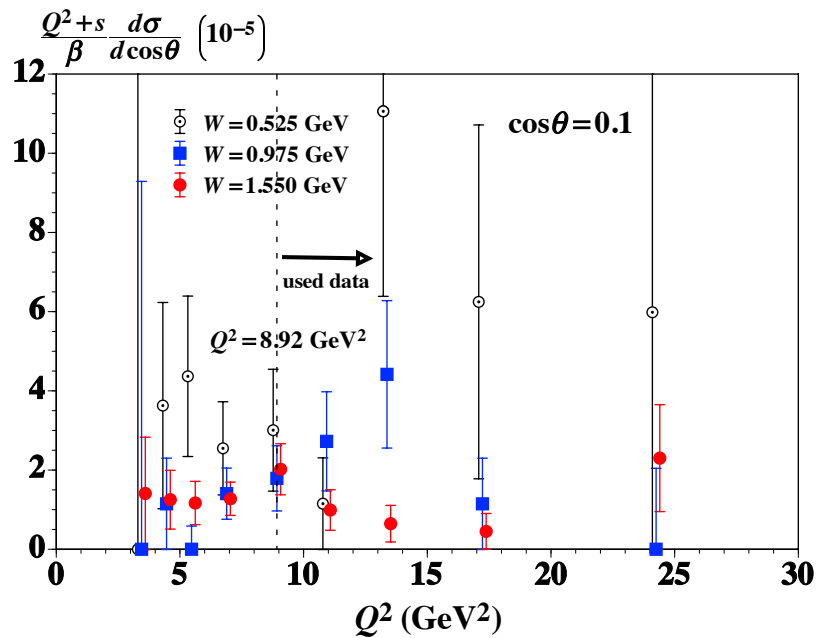 Q²+s/β dσ/dcosθ (10⁻⁵)
12
10
8
6
4
2
0
W=0.525 GeV
W=0.975 GeV
W=1.550 GeV
cosθ=0.1
used data
Q²=8.92 GeV²
0 5 10 15 20 25 30
Q² (GeV²)